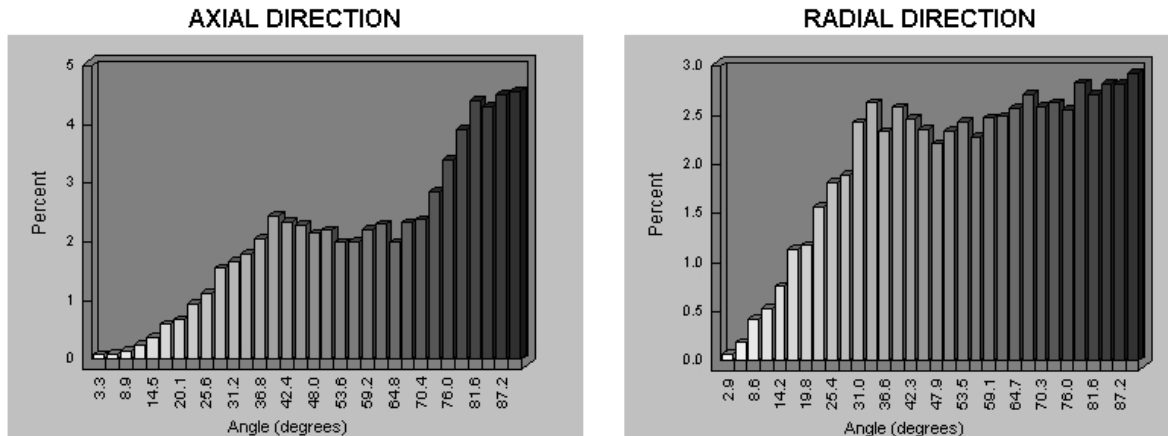 AXIAL DIRECTION
5
4
3
2
1
0
Percent
3.3 8.9 14.5 20.1 25.6 31.2 36.8 42.4 48.0 53.6 59.2 64.8 70.4 76.0 81.6 87.2
Angle (degrees)
RADIAL DIRECTION
3.0
2.5
2.0
1.5
1.0
0.5
0.0
Percent
2.9 8.6 14.2 19.8 25.4 31.0 36.6 42.3 47.9 53.5 59.1 64.7 70.3 76.0 81.6 87.2
Angle (degrees)